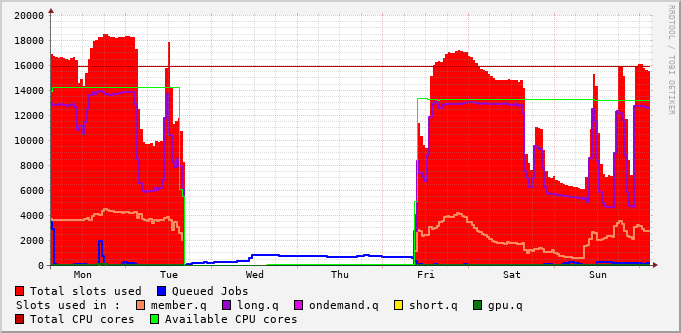 20000
18000
16000
14000
12000
10000
8000
6000
4000
2000
0
Mon Tue Wed Thu Fri Sat Sun
RRDTOOL / TOBI OETIKER
Total slots used Queued Jobs
Slots used in : member.q long.q ondemand.q short.q gpu.q
Total CPU cores Available CPU cores